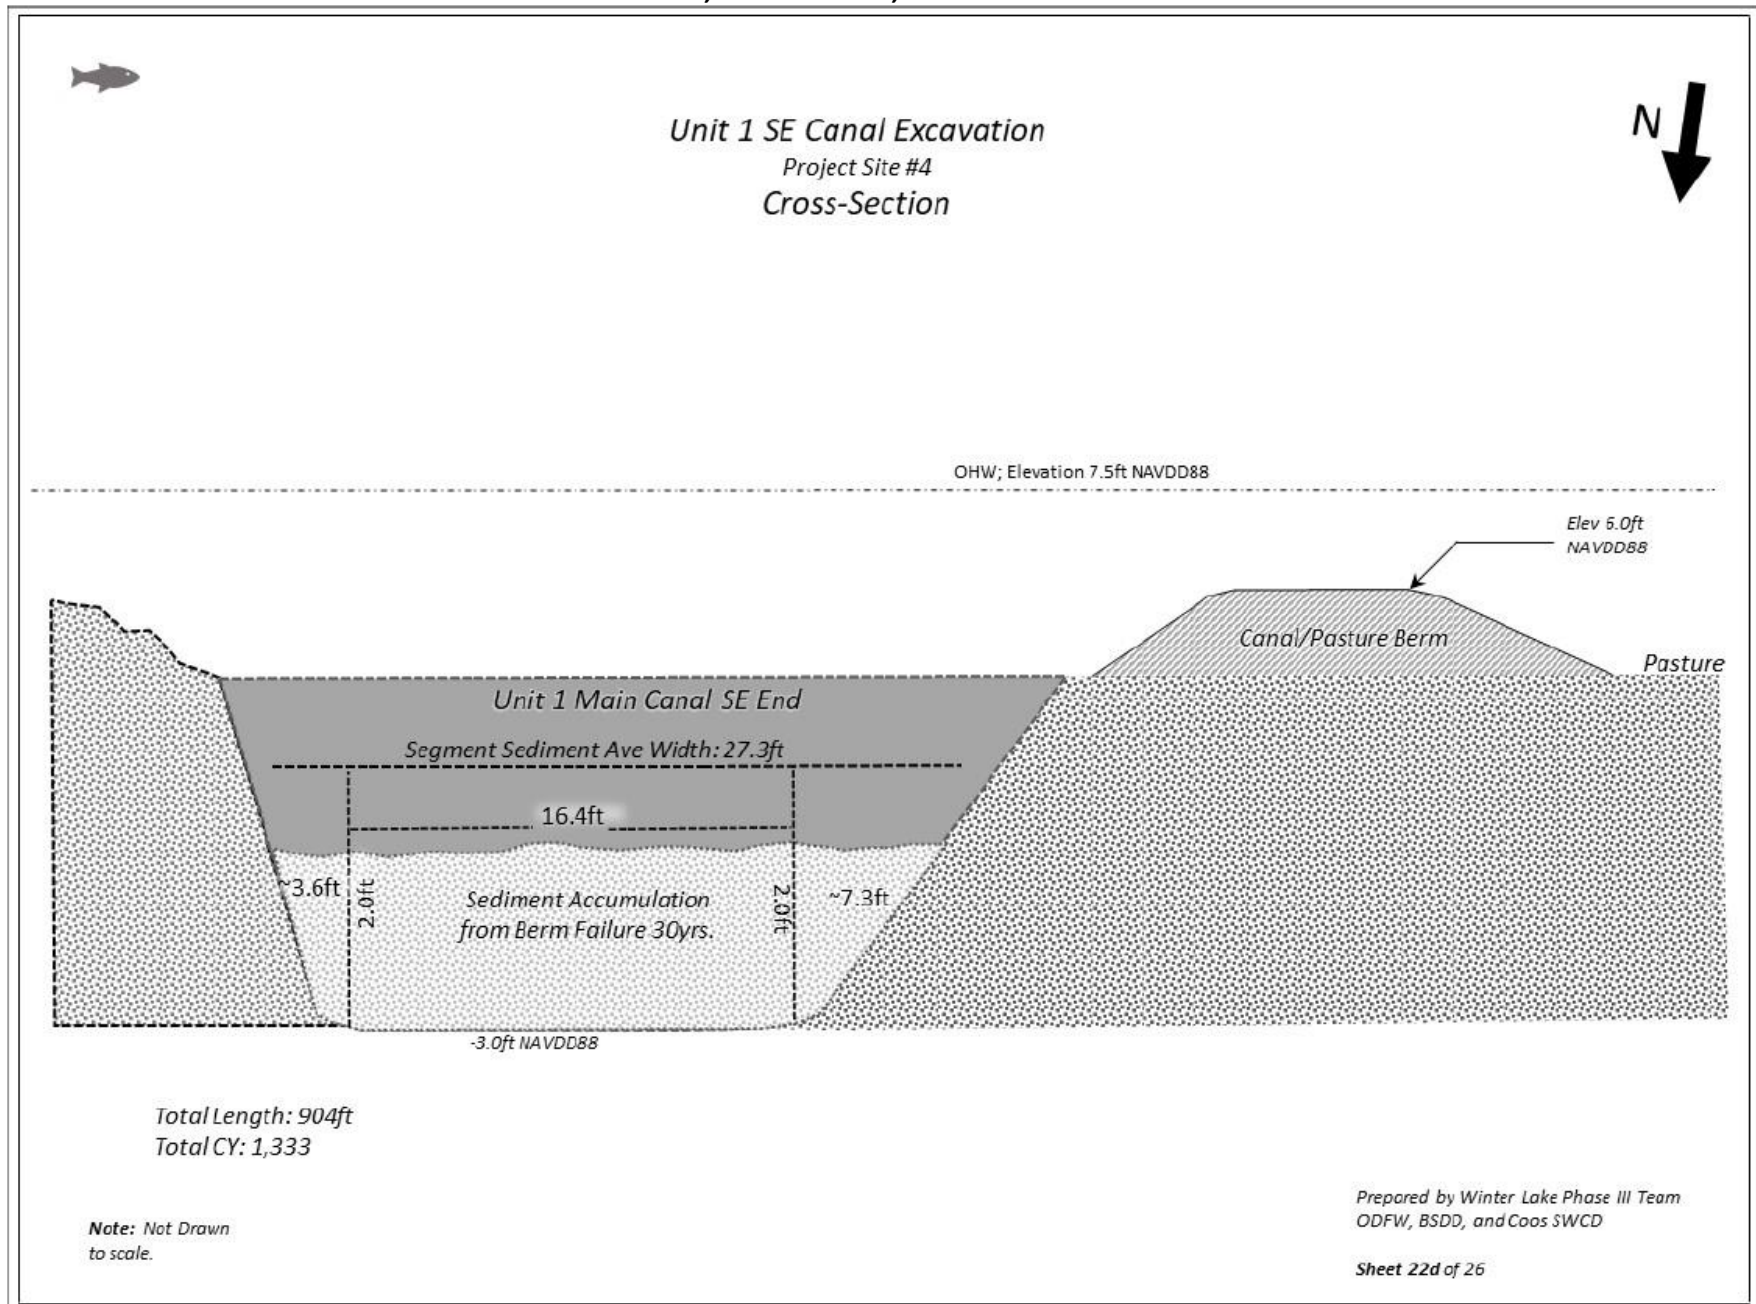 N
Unit 1 SE Canal Excavation
Project Site #4
Cross-Section
OHW; Elevation 7.5ft NAVDD88
Elev 6.0ft
NAVDD88
Canal/Pasture Berm
Pasture
Unit 1 Main Canal SE End
Segment Sediment Ave Width: 27.3ft
16.4ft
~3.6ft
2.0ft
Sediment Accumulation
from Berm Failure 30yrs.
2.0ft
~7.3ft
-3.0ft NAVDD88
Total Length: 904ft
Total CY: 1,333
Note: Not Drawn
to scale.
Prepared by Winter Lake Phase III Team
ODFW, BSDD, and Coos SWCD
Sheet 22d of 26